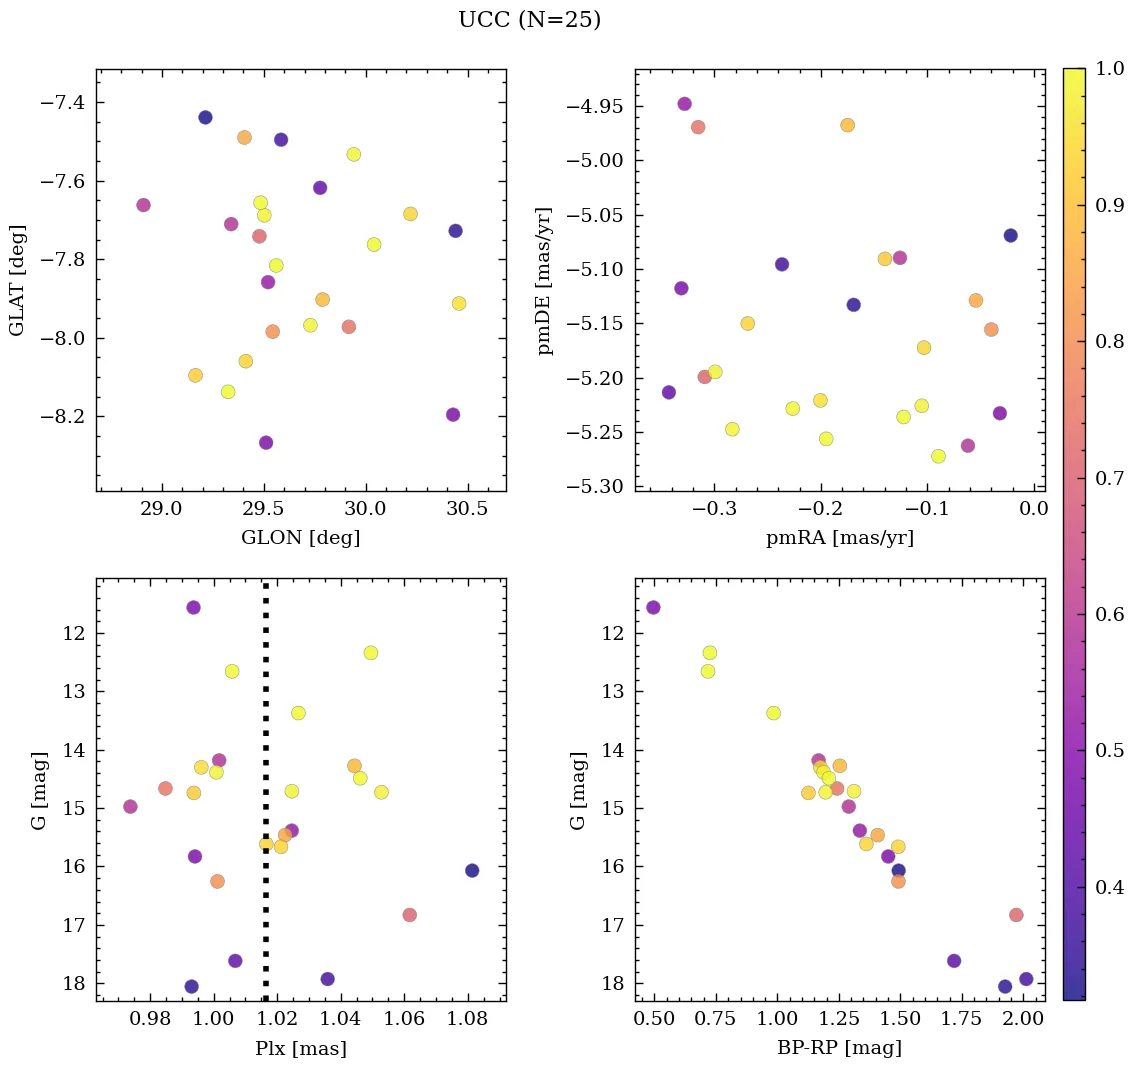 UCC (N=25)
−7.4
−7.6
−7.8
−8.0
−8.2
GLAT [deg]
29.0 29.5 30.0 30.5
GLON [deg]
−4.95
−5.00
−5.05
−5.10
−5.15
−5.20
−5.25
−5.30
pmDE [mas/yr]
−0.3 −0.2 −0.1 0.0
pmRA [mas/yr]
12
13
14
15
16
17
18
G [mag]
0.98 1.00 1.02 1.04 1.06 1.08
Plx [mas]
12
13
14
15
16
17
18
G [mag]
0.50 0.75 1.00 1.25 1.50 1.75 2.00
BP-RP [mag]
1.0
0.9
0.8
0.7
0.6
0.5
0.4